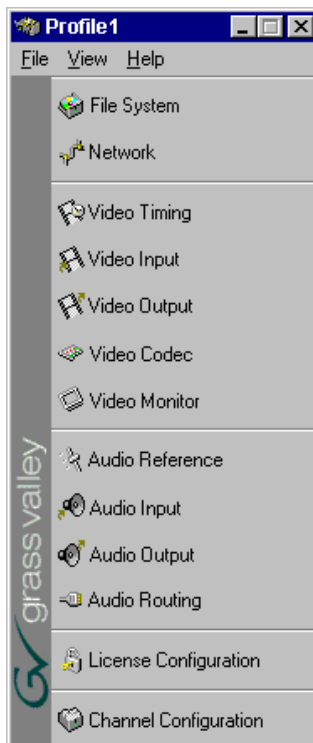 Profile1
File View Help
File System
Network
Video Timing
Video Input
Video Output
Video Codec
Video Monitor
Audio Reference
Audio Input
Audio Output
Audio Routing
License Configuration
Channel Configuration
grass valley